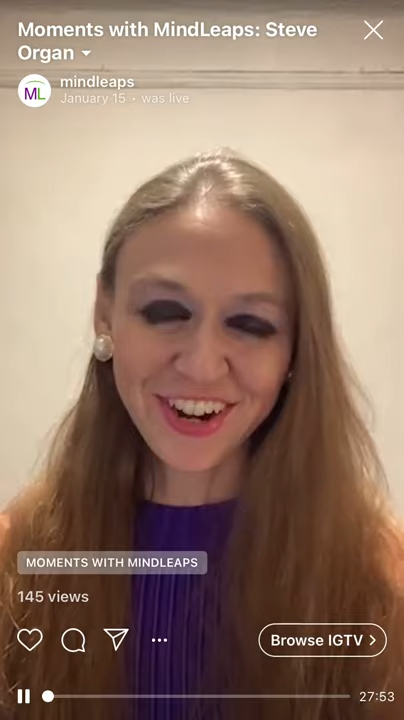 Moments with MindLeaps: Steve
Organ
ML
mindleaps
January 15 • was live
MOMENTS WITH MINDLEAPS
145 views
Browse IGTV
27:53